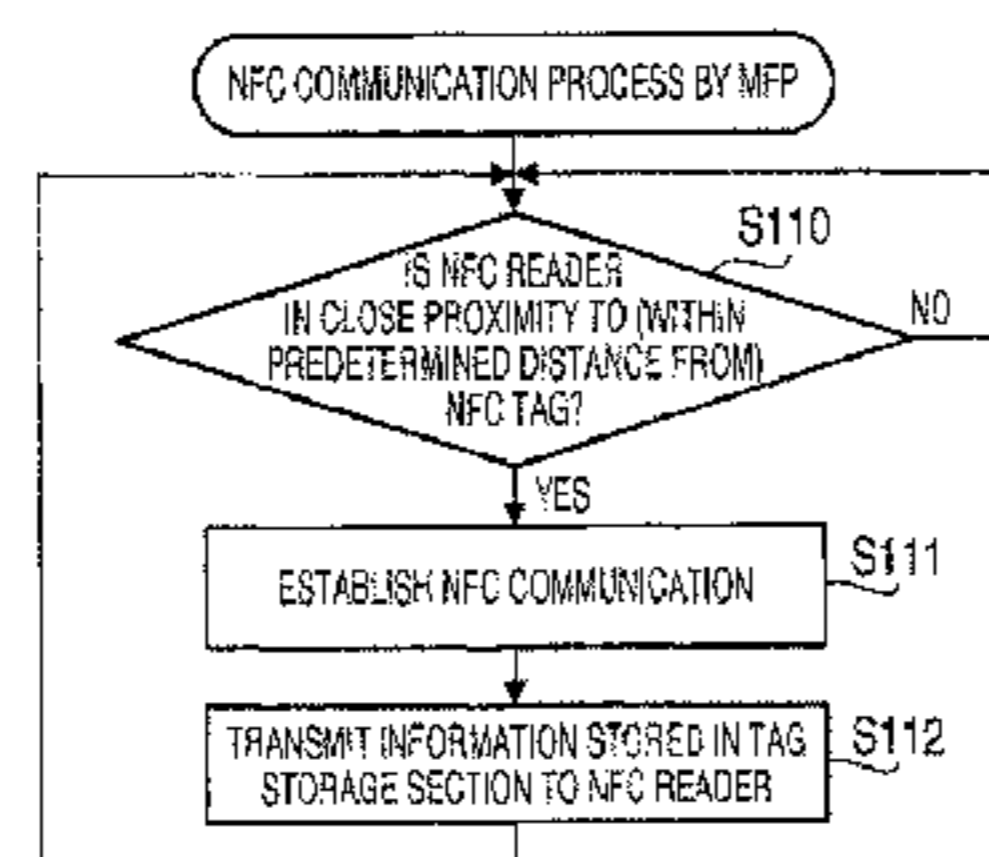 NFC COMMUNICATION PROCESS BY MFP
S110
IS NFC READER
IN CLOSE PROXIMITY TO (WITHIN
PREDETERMINED DISTANCE FROM)
NFC TAG?
NO
YES
ESTABLISH NFC COMMUNICATION
S111
TRANSMIT INFORMATION STORED IN TAG
STORAGE SECTION TO NFC READER
S112